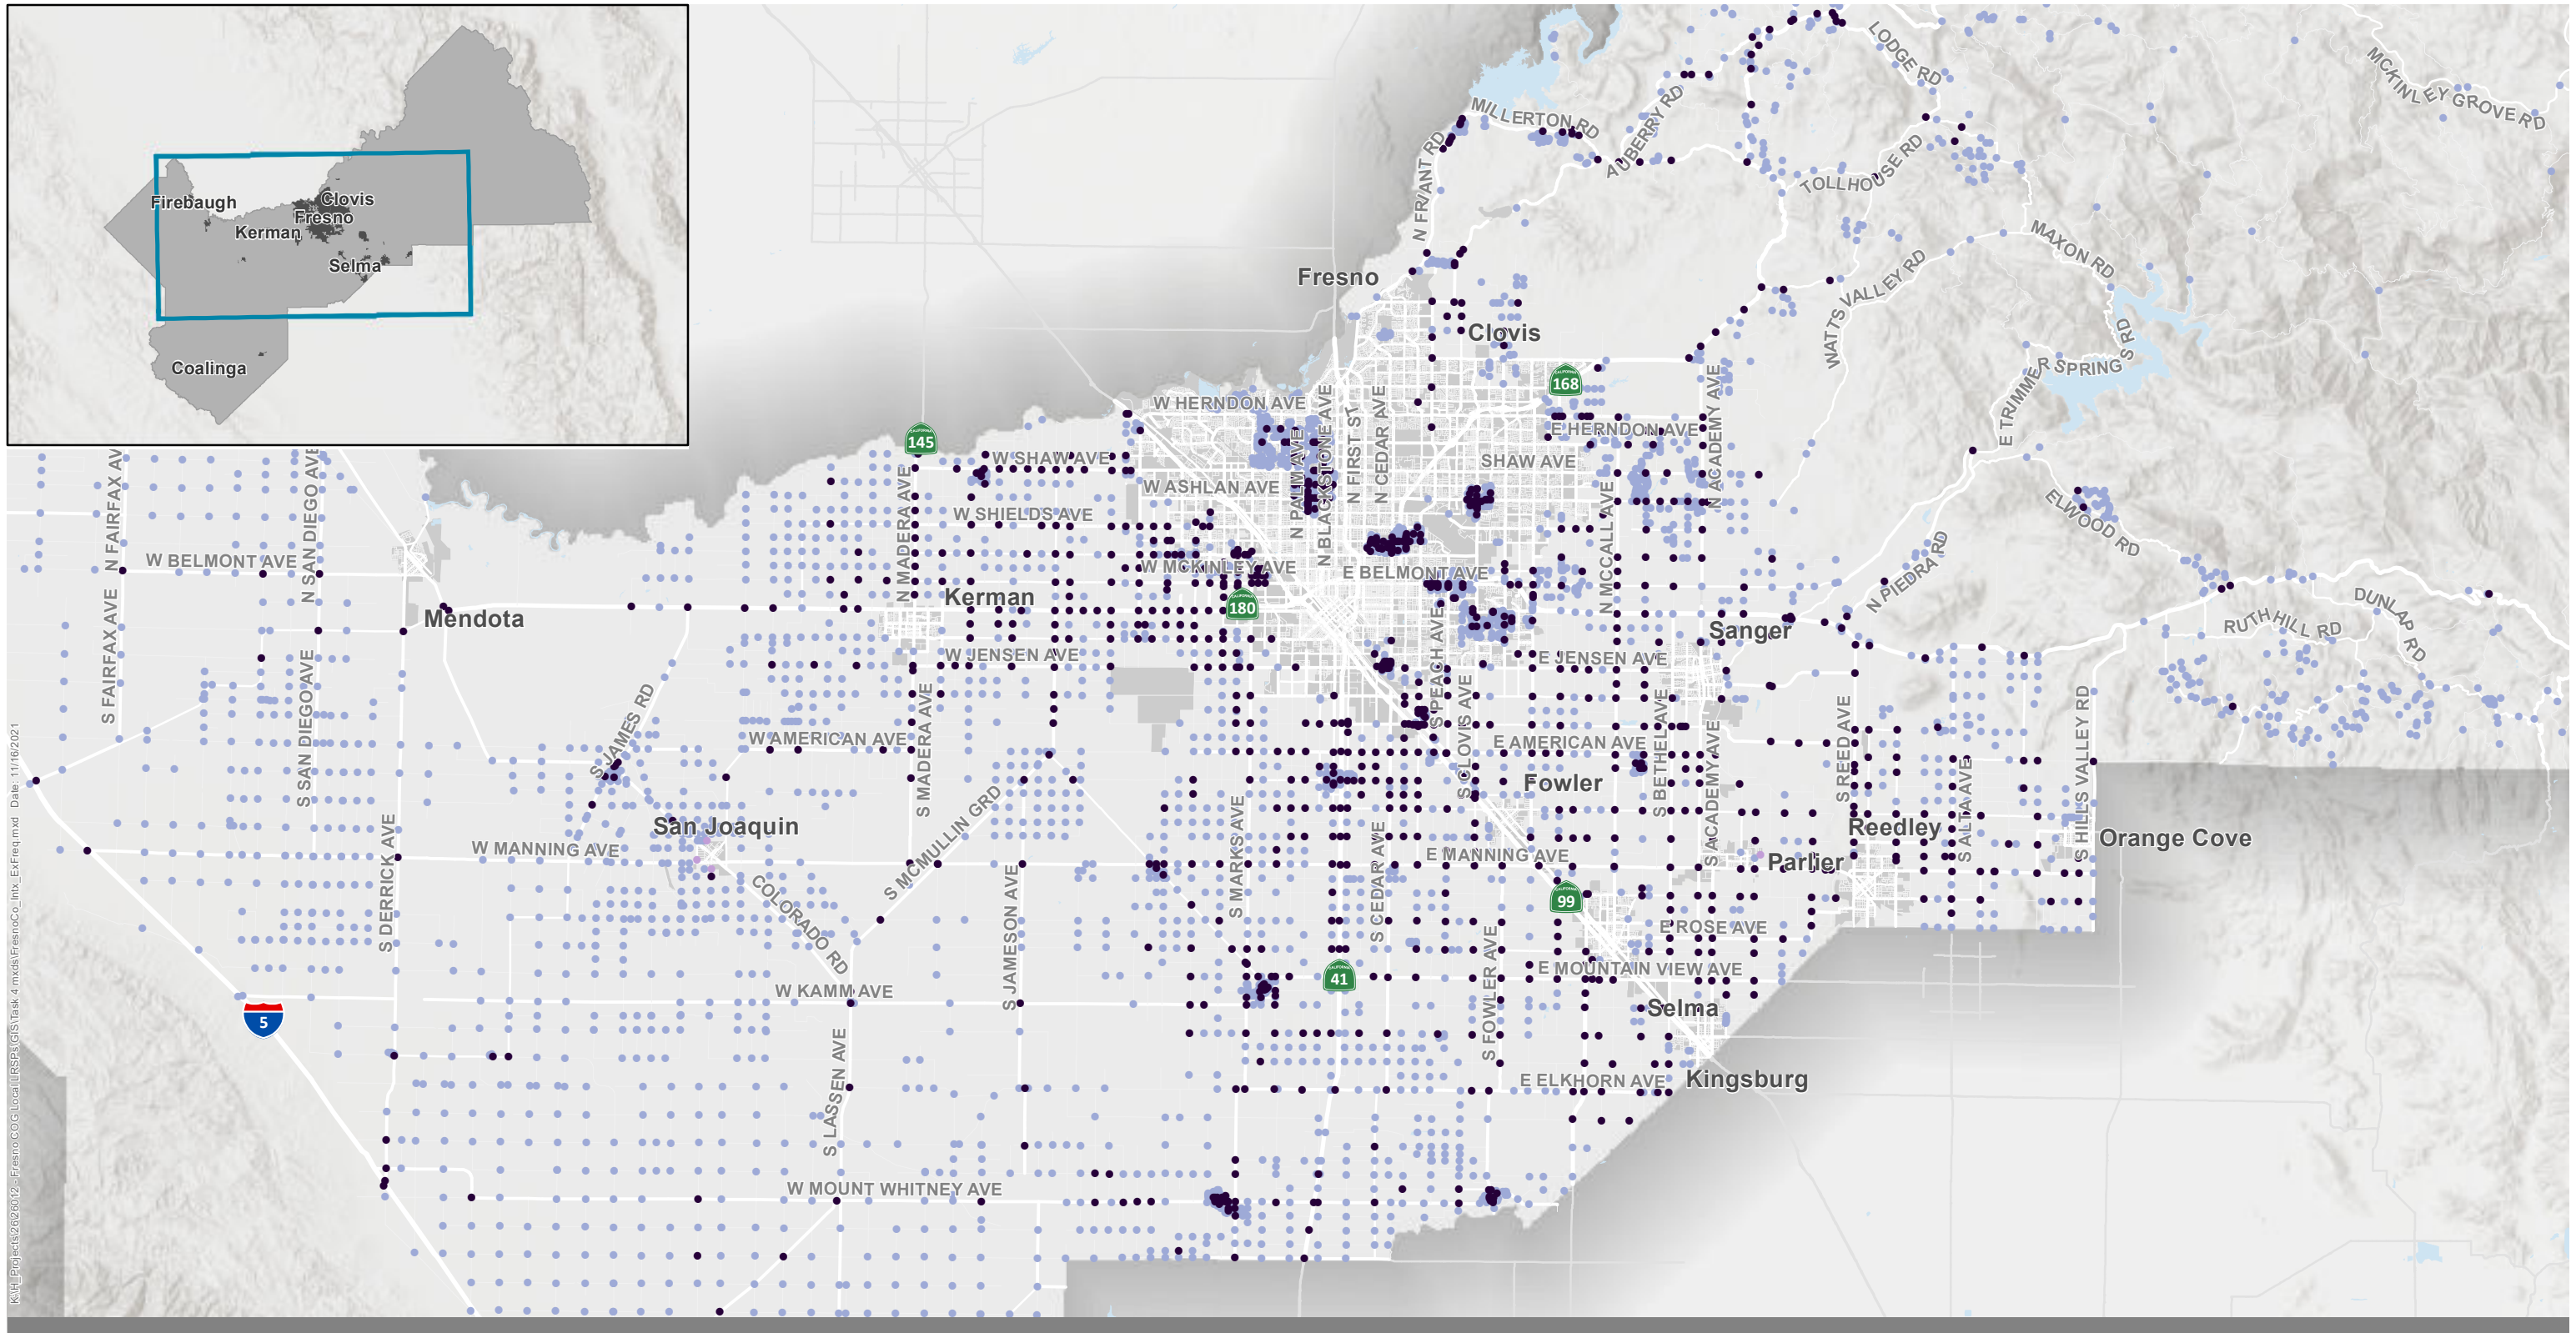 Firebaugh
Clovis
Fresno
Kerman
Selma
Coalinga
LODGE RD
MCKINLEY GROVE RD
MILLERTON RD
AUBERRY RD
N FRIANT RD
TOLLHOUSE RD
MAXON RD
WATTS VALLEY RD
Fresno
Clovis
E TRIMMER SPRINGS RD
CALIFORNIA 168
W HERNDON AVE
E HERNDON AVE
CALIFORNIA 145
W SHAW AVE
SHAW AVE
N FAIRFAX AVE
N SAN DIEGO AVE
N MADERA AVE
W ASHLAN AVE
N PALM AVE
N BLACKSTONE AVE
N FIRST ST
N CEDAR AVE
N ACADEMY AVE
N MCCALL AVE
W SHIELDS AVE
ELWOOD RD
W BELMONT AVE
W MCKINLEY AVE
E BELMONT AVE
N PIEDRA RD
Kerman
Mendota
CALIFORNIA 180
Sanger
RUTH HILL RD
DUNLAP RD
S FAIRFAX AVE
S SAN DIEGO AVE
W JENSEN AVE
E JENSEN AVE
S PEACH AVE
S JAMES RD
S MADERA AVE
S CLOVIS AVE
S BETHEL AVE
S ACADEMY AVE
S REED AVE
S HILLS VALLEY RD
W AMERICAN AVE
E AMERICAN AVE
Fowler
San Joaquin
S MCMULLIN GRD
S MARKS AVE
S CEDAR AVE
S ALTA AVE
Reedley
Orange Cove
S DERRICK AVE
W MANNING AVE
E MANNING AVE
Parlier
COLORADO RD
S JAMESON AVE
CALIFORNIA 99
E ROSE AVE
S FOWLER AVE
CALIFORNIA 41
E MOUNTAIN VIEW AVE
W KAMM AVE
Selma
5
S LASSEN AVE
E ELKHORN AVE
Kingsburg
W MOUNT WHITNEY AVE